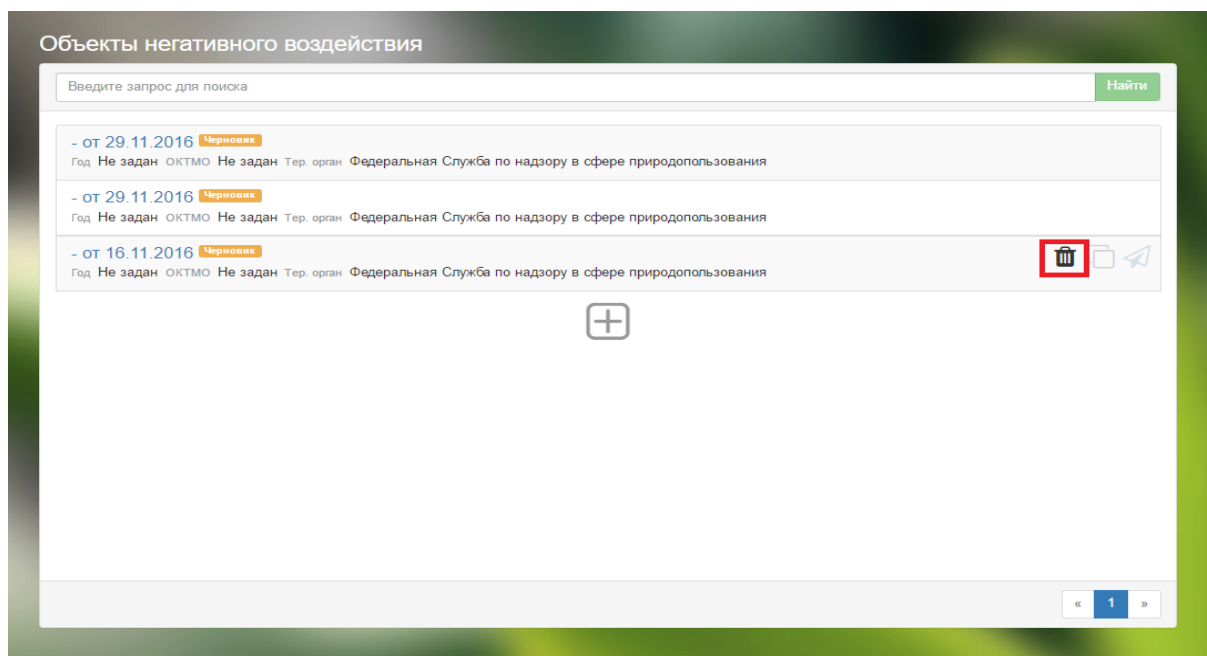 Объекты негативного воздействия
Введите запрос для поиска
Найти
- от 29.11.2016 Черновик
Год Не задан ОКТМО Не задан Тер. орган Федеральная Служба по надзору в сфере природопользования
- от 29.11.2016 Черновик
Год Не задан ОКТМО Не задан Тер. орган Федеральная Служба по надзору в сфере природопользования
- от 16.11.2016 Черновик
Год Не задан ОКТМО Не задан Тер. орган Федеральная Служба по надзору в сфере природопользования
« 1 »